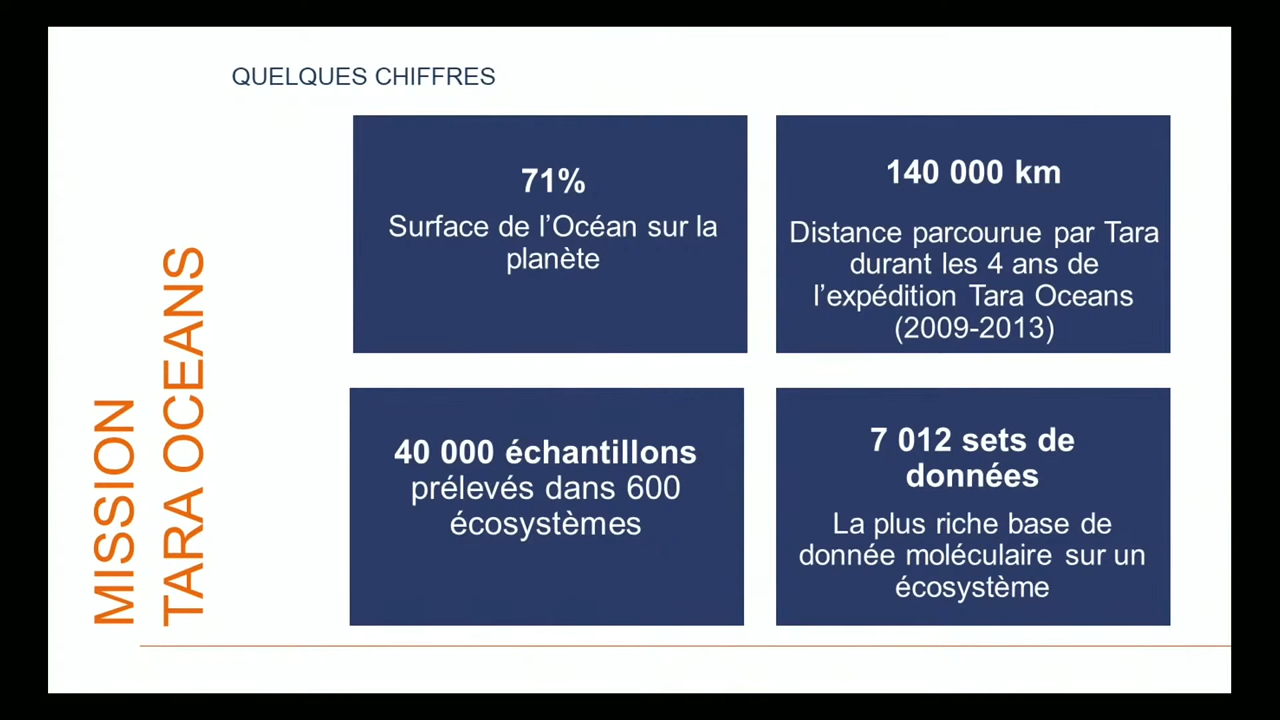 QUELQUES CHIFFRES
71%
Surface de l’Océan sur la
planète
140 000 km
Distance parcourue par Tara
durant les 4 ans de
l’expédition Tara Oceans
(2009-2013)
40 000 échantillons
prélevés dans 600
écosystèmes
7 012 sets de
données
La plus riche base de
donnée moléculaire sur un
écosystème
MISSION
TARA OCEANS